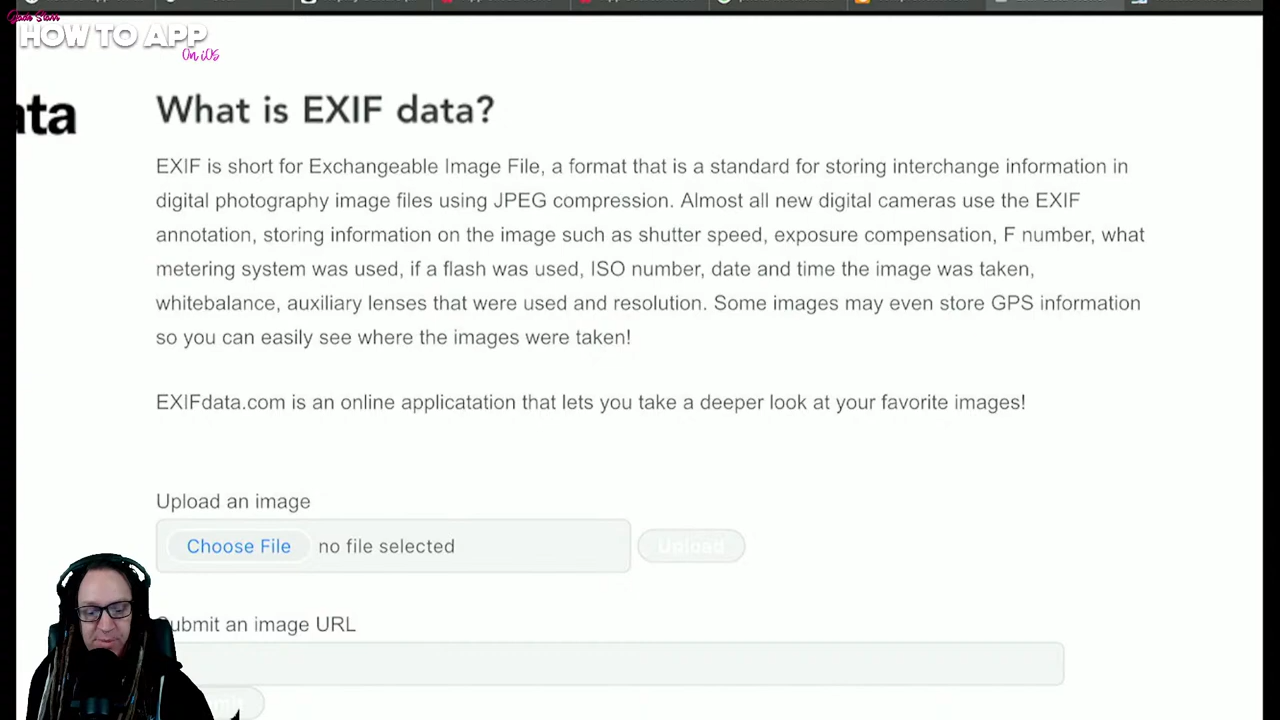 Quick Show
HOW TO APP
On iOS
ata
What is EXIF data?
EXIF is short for Exchangeable Image File, a format that is a standard for storing interchange information in
digital photography image files using JPEG compression. Almost all new digital cameras use the EXIF
annotation, storing information on the image such as shutter speed, exposure compensation, F number, what
metering system was used, if a flash was used, ISO number, date and time the image was taken,
whitebalance, auxiliary lenses that were used and resolution. Some images may even store GPS information
so you can easily see where the images were taken!
EXIFdata.com is an online applicatation that lets you take a deeper look at your favorite images!
Upload an image
Choose File no file selected Upload
Submit an image URL